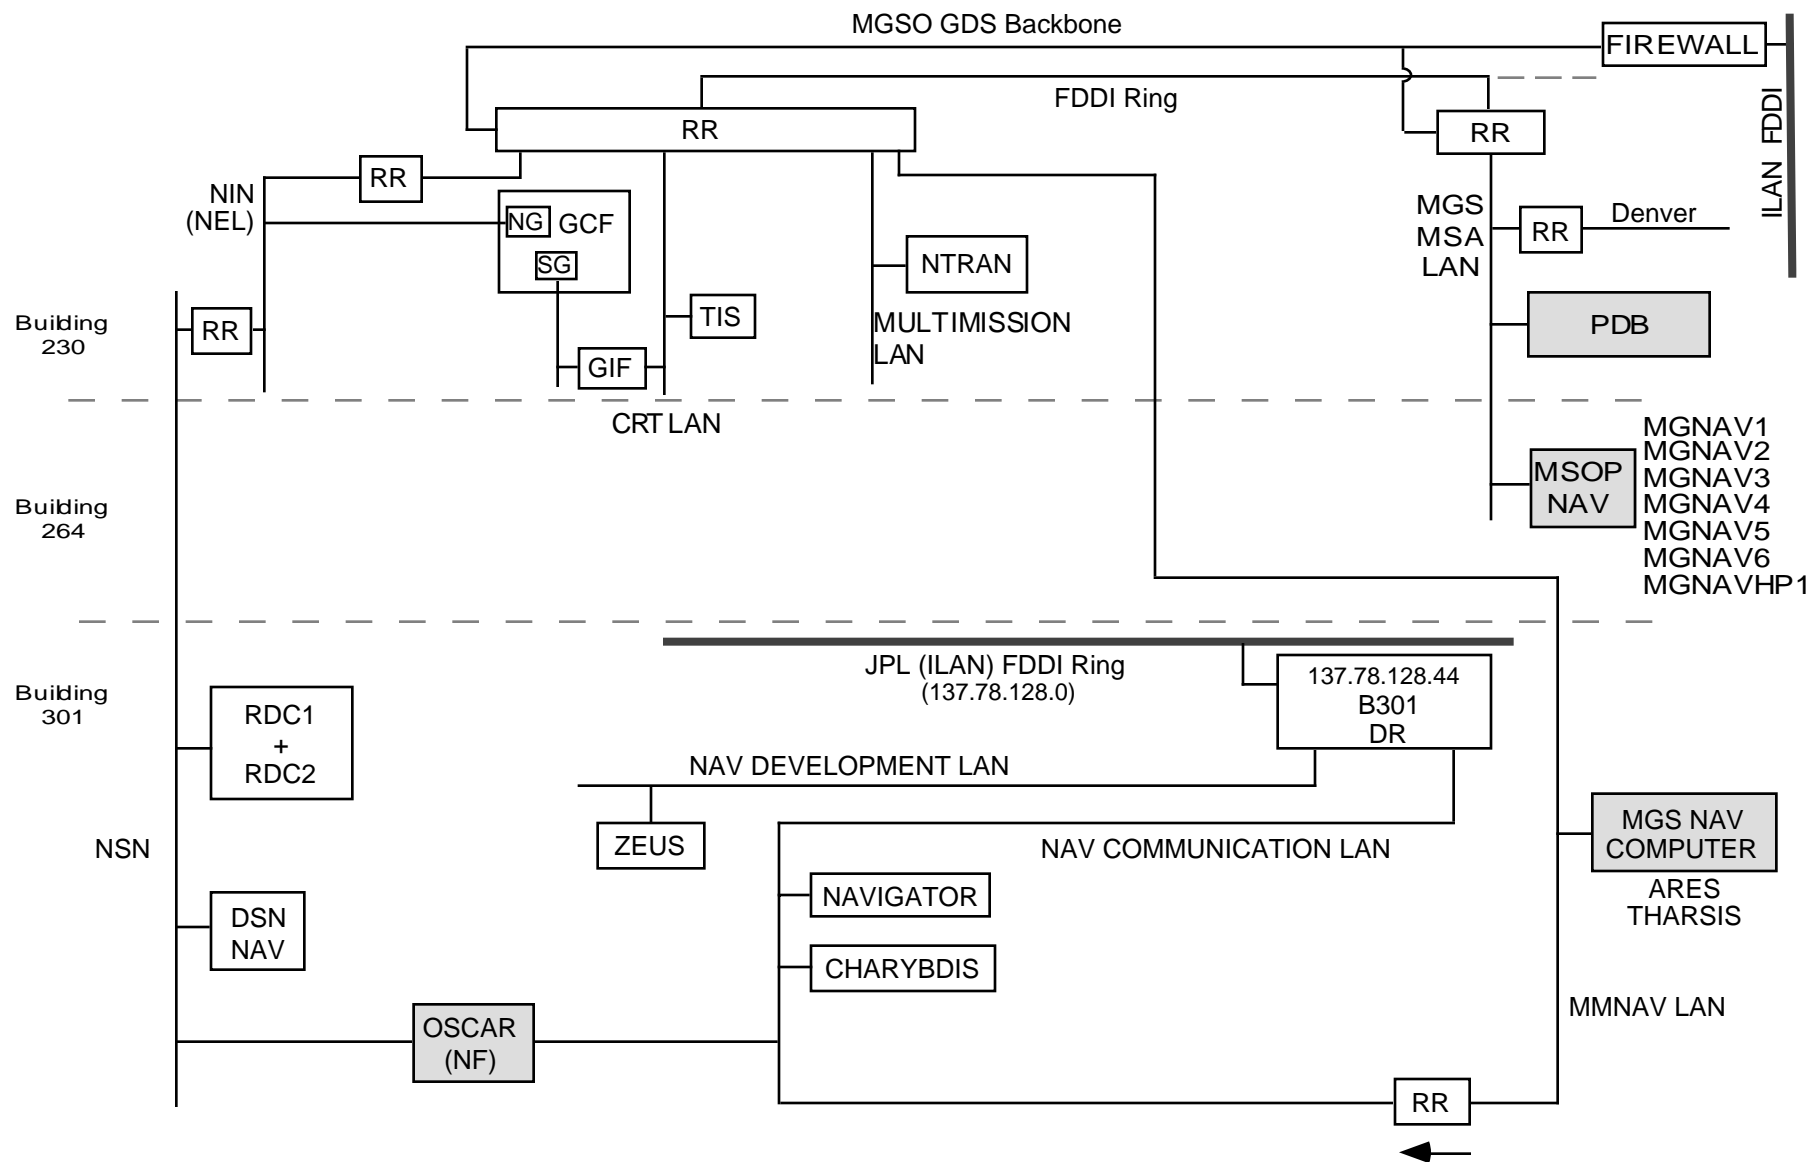 MGSO GDS Backbone
FIREWALL
FDDI Ring
ILAN FDDI
RR
RR
RR
NIN
(NEL)
NG
GCF
SG
MGS
MSA
LAN
RR
Denver
NTRAN
TIS
MULTIMISSION
LAN
PDB
Building
230
RR
GIF
CRT LAN
MSOP
NAV
MGNAV1
MGNAV2
MGNAV3
MGNAV4
MGNAV5
MGNAV6
MGNAVHP1
Building
264
JPL (ILAN) FDDI Ring
(137.78.128.0)
137.78.128.44
B301
DR
Building
301
RDC1
+
RDC2
NAV DEVELOPMENT LAN
ZEUS
NAV COMMUNICATION LAN
MGS NAV
COMPUTER
ARES
THARSIS
NSN
NAVIGATOR
DSN
NAV
CHARYBDIS
OSCAR
(NF)
MMNAV LAN
RR